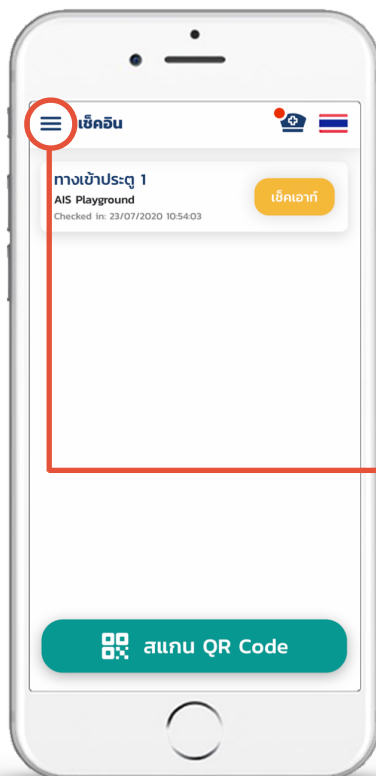 เช็คอิน
ทางเข้าประตู 1
AIS Playground
Checked in: 23/07/2020 10:54:03
เช็คเอาท์
สแกน QR Code